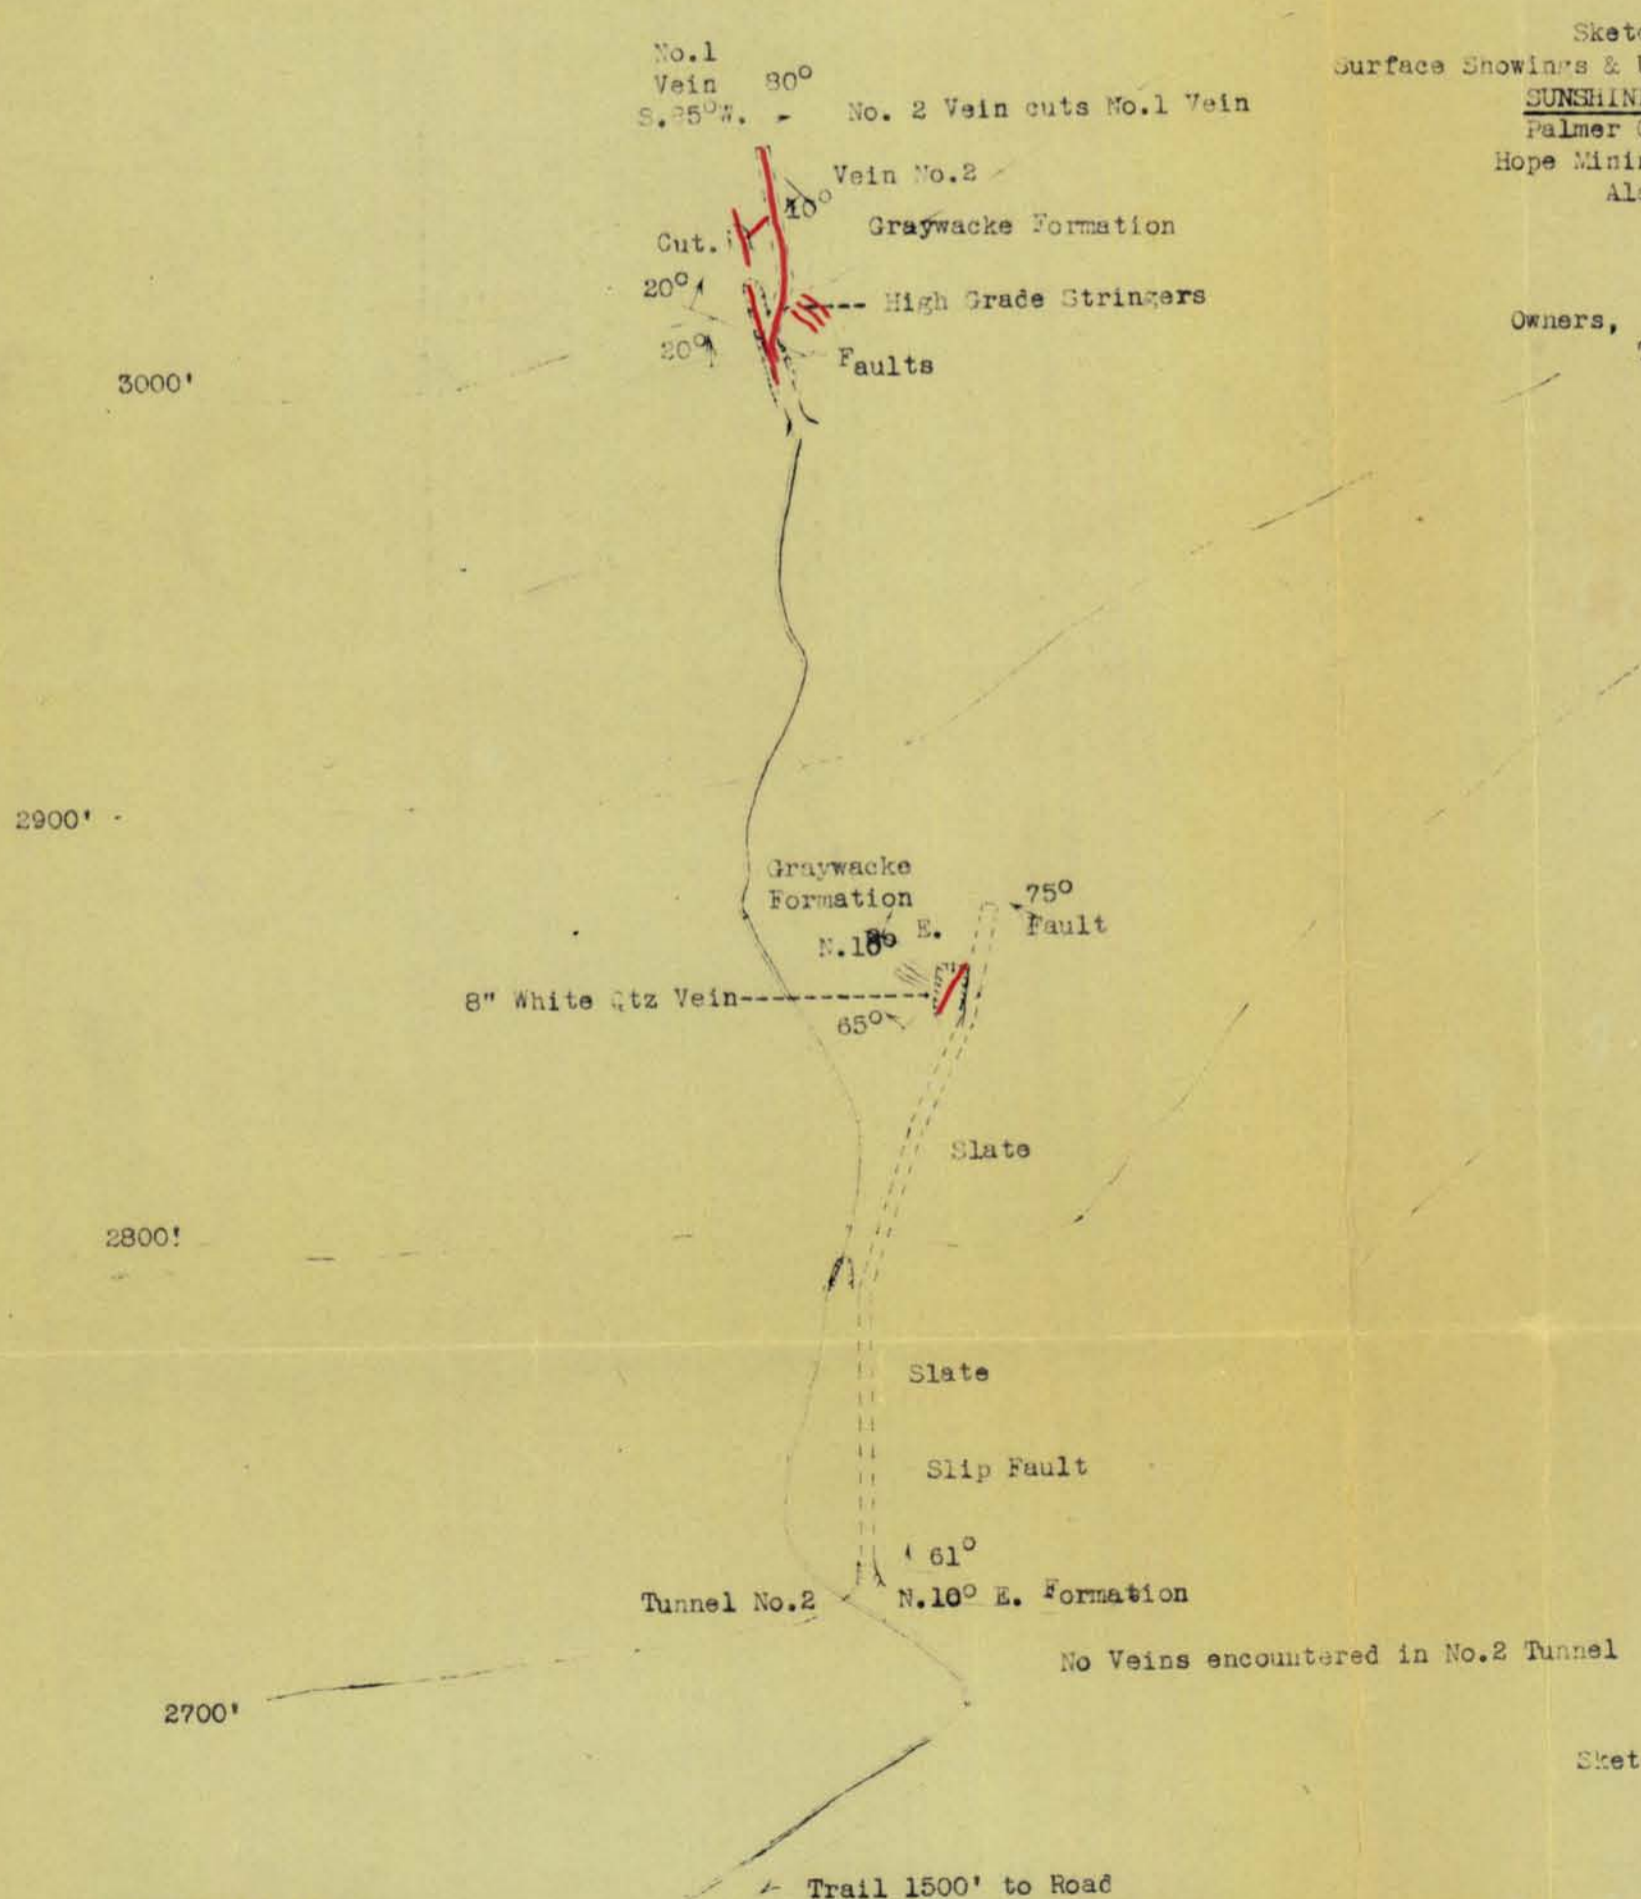 No.1
Vein 80°
S. W.
No. 2 Vein cuts No.1 Vein
Surface Showings &
SUNSHIN
Palmer
Hope Mini
Vein No.2
10°
Graywacke Formation
Cut.
20°
High Grade Stringers
Owners,
20°
Faults
3000'
2900'
Graywacke
Formation
N. E.
75°
Fault
8" White Qtz Vein
65°
Slate
2800'
Slate
Slip Fault
61°
Tunnel No.2
N.10° E. Formation
No Veins encountered in No.2 Tunnel
2700'
Sket
Trail 1500' to Road